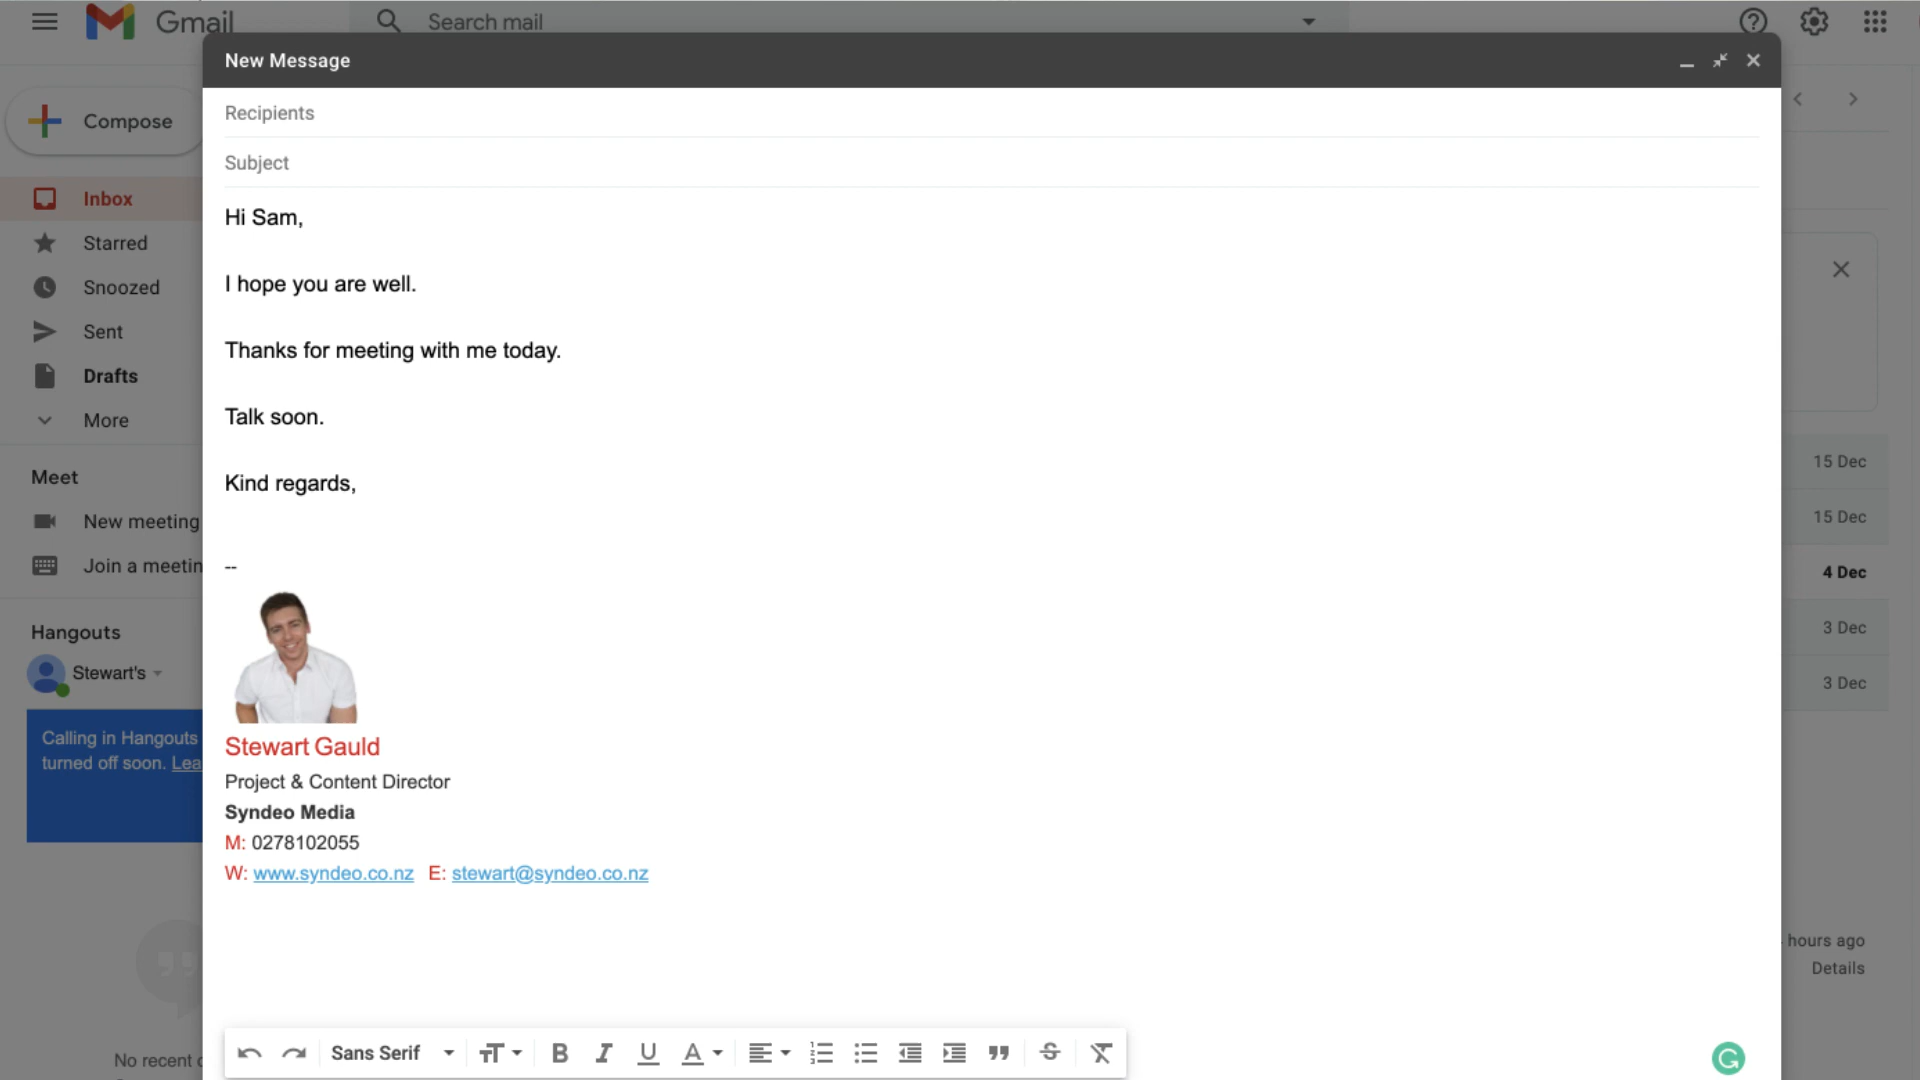 Gmail
Search mail
New Message
Compose
Recipients
Subject
Inbox
Starred
Snoozed
Sent
Drafts
More
Meet
New meeting
Join a meetin
Hangouts
Stewart's
Calling in Hangouts
turned off soon. Lea
No recent c
Hi Sam,
I hope you are well.
Thanks for meeting with me today.
Talk soon.
Kind regards,
--
Stewart Gauld
Project & Content Director
Syndeo Media
M: 0278102055
W: www.syndeo.co.nz E: stewart@syndeo.co.nz
15 Dec
15 Dec
4 Dec
3 Dec
3 Dec
hours ago
Details
Sans Serif